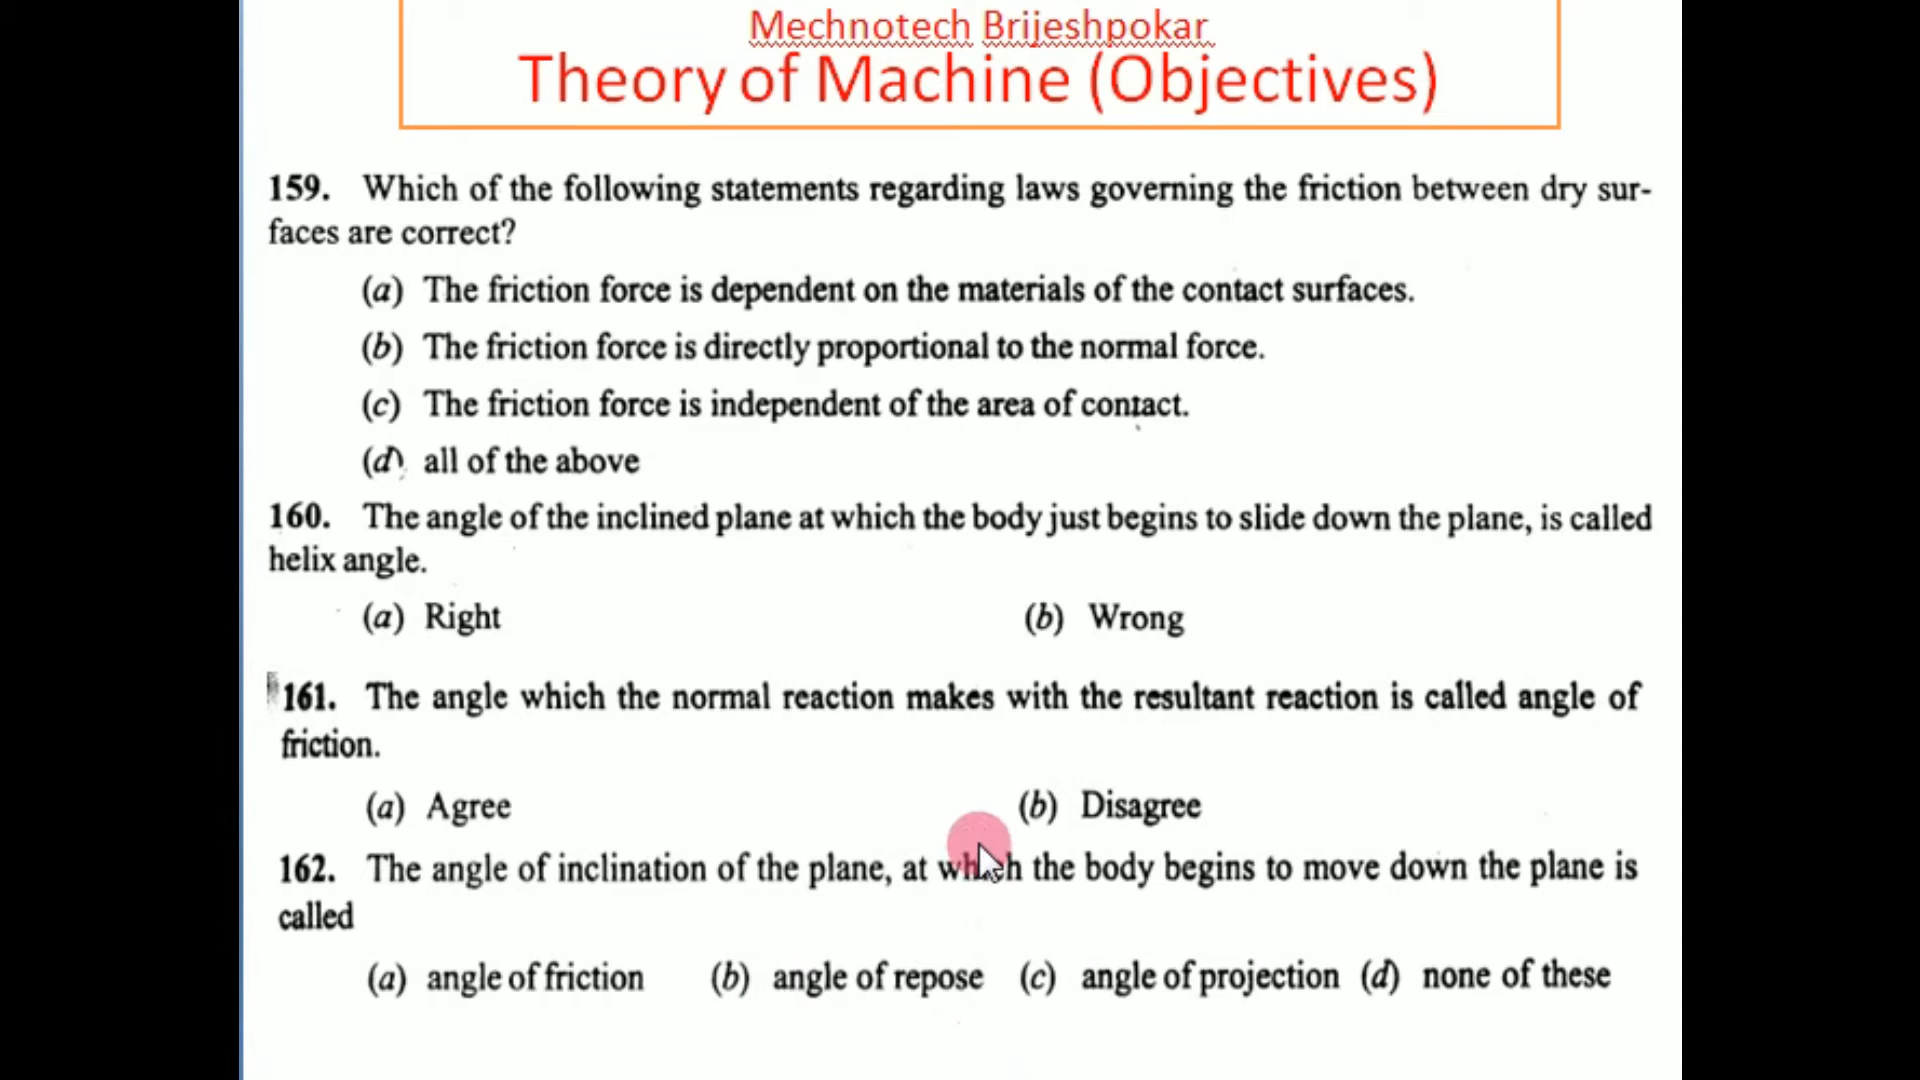 Mechnotech Brijeshpokar
Theory of Machine (Objectives)
159. Which of the following statements regarding laws governing the friction between dry sur-
faces are correct?
(a) The friction force is dependent on the materials of the contact surfaces.
(b) The friction force is directly proportional to the normal force.
(c) The friction force is independent of the area of contact.
(d) all of the above
160. The angle of the inclined plane at which the body just begins to slide down the plane, is called
helix angle.
(a) Right (b) Wrong
161. The angle which the normal reaction makes with the resultant reaction is called angle of
friction.
(a) Agree (b) Disagree
162. The angle of inclination of the plane, at which the body begins to move down the plane is
called
(a) angle of friction (b) angle of repose (c) angle of projection (d) none of these